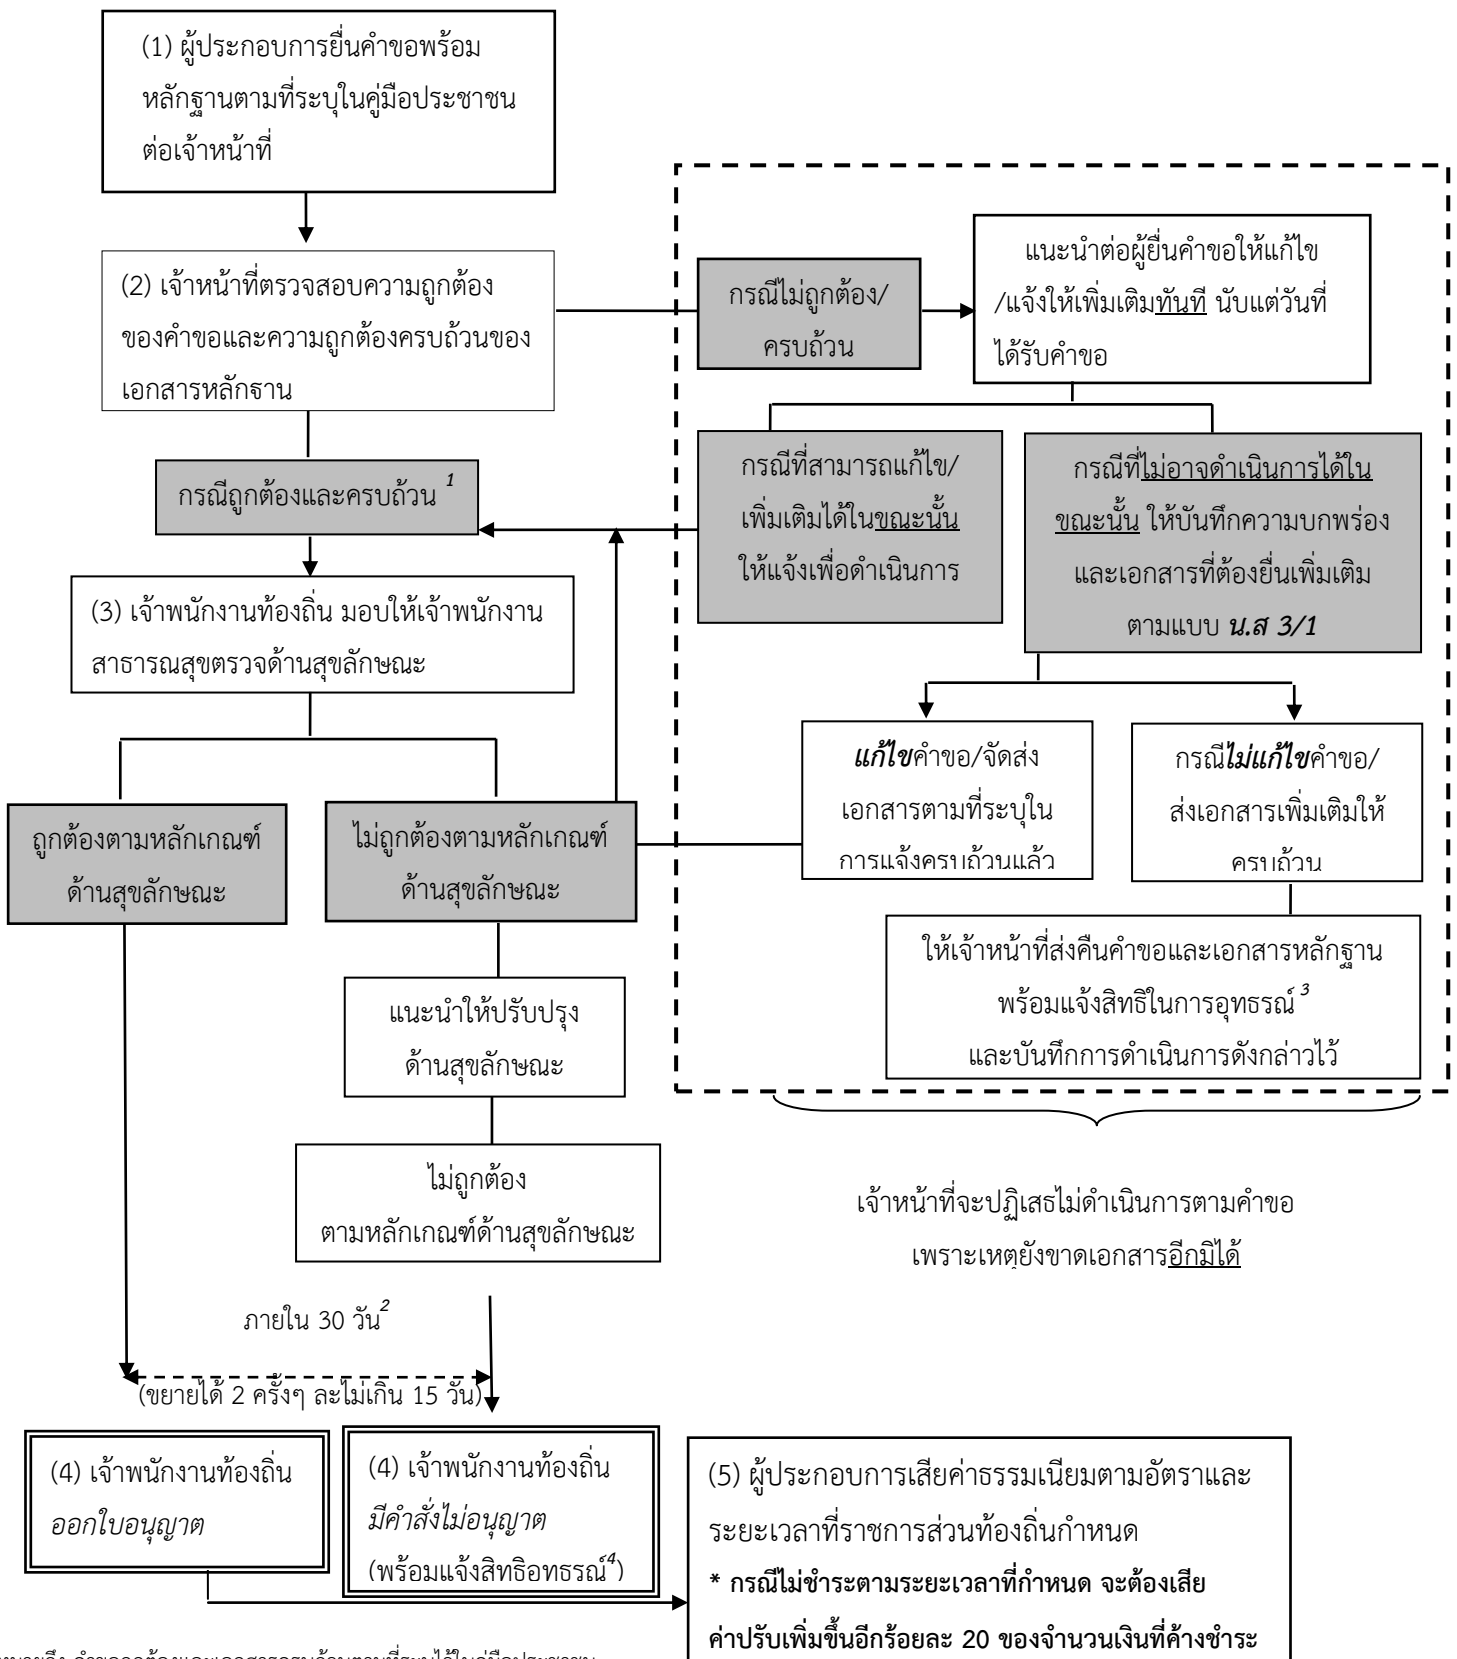 (1) ผู้ประกอบการยื่นคำขอพร้อม
หลักฐานตามที่ระบุในคู่มือประชาชน
ต่อเจ้าหน้าที่
(2) เจ้าหน้าที่ตรวจสอบความถูกต้อง
ของคำขอและความถูกต้องครบถ้วนของ
เอกสารหลักฐาน
กรณีไม่ถูกต้อง/
ครบถ้วน
แนะนำต่อผู้ยื่นคำขอให้แก้ไข
/แจ้งให้เพิ่มเติมทันที นับแต่วันที่
ได้รับคำขอ
กรณีถูกต้องและครบถ้วน 1
กรณีที่สามารถแก้ไข/
เพิ่มเติมได้ในขณะนั้น
ให้แจ้งเพื่อดำเนินการ
กรณีที่ไม่อาจดำเนินการได้ใน
ขณะนั้น ให้บันทึกความบกพร่อง
และเอกสารที่ต้องยื่นเพิ่มเติม
ตามแบบ น.ส 3/1
(3) เจ้าพนักงานท้องถิ่น มอบให้เจ้าพนักงาน
สาธารณสุขตรวจด้านสุขลักษณะ
แก้ไขคำขอ/จัดส่ง
เอกสารตามที่ระบุใน
การแจ้งครบถ้วนแล้ว
กรณีไม่แก้ไขคำขอ/
ส่งเอกสารเพิ่มเติมให้
ครบถ้วน
ถูกต้องตามหลักเกณฑ์
ด้านสุขลักษณะ
ไม่ถูกต้องตามหลักเกณฑ์
ด้านสุขลักษณะ
ให้เจ้าหน้าที่ส่งคืนคำขอและเอกสารหลักฐาน
พร้อมแจ้งสิทธิในการอุทธรณ์ 3
และบันทึกการดำเนินการดังกล่าวไว้
แนะนำให้ปรับปรุง
ด้านสุขลักษณะ
ไม่ถูกต้อง
ตามหลักเกณฑ์ด้านสุขลักษณะ
เจ้าหน้าที่จะปฏิเสธไม่ดำเนินการตามคำขอ
เพราะเหตุยังขาดเอกสารอีกมิได้
ภายใน 30 วัน2
(ขยายได้ 2 ครั้งๆ ละไม่เกิน 15 วัน)
(4) เจ้าพนักงานท้องถิ่น
ออกใบอนุญาต
(4) เจ้าพนักงานท้องถิ่น
มีคำสั่งไม่อนุญาต
(พร้อมแจ้งสิทธิอุทธรณ์4)
(5) ผู้ประกอบการเสียค่าธรรมเนียมตามอัตราและ
ระยะเวลาที่ราชการส่วนท้องถิ่นกำหนด
* กรณีไม่ชำระตามระยะเวลาที่กำหนด จะต้องเสีย
ค่าปรับเพิ่มขึ้นอีกร้อยละ 20 ของจำนวนเงินที่ค้างชำระ